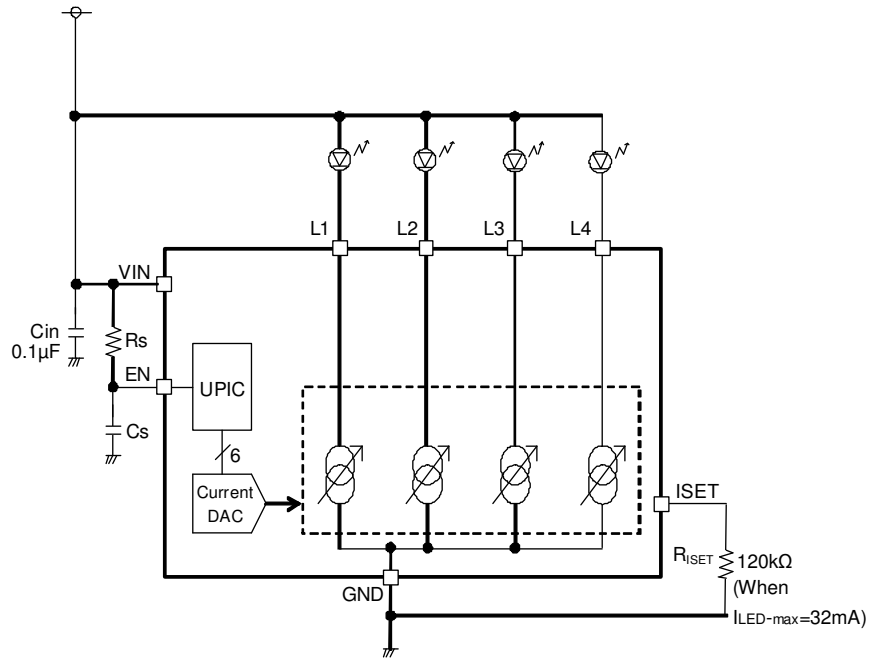 L1
L2
L3
L4
VIN
Cin
0.1µF
Rs
EN
UPIC
Cs
6
Current
DAC
ISET
RISET
120kΩ
(When
GND
ILED-max=32mA)